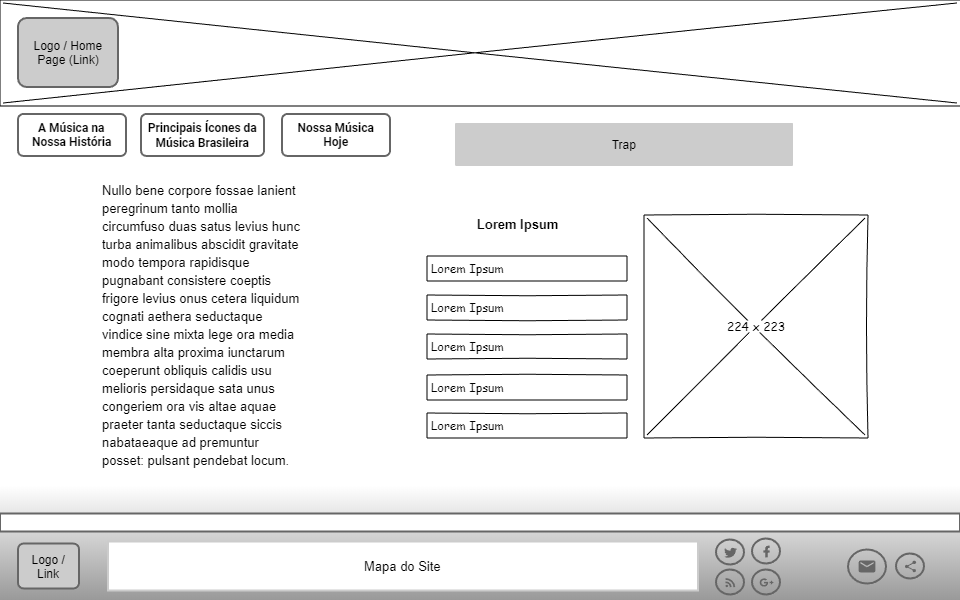 Logo / Home
Page (Link)
A Música na
Nossa História
Principais Ícones da
Música Brasileira
Nossa Música
Hoje
Trap
Nullo bene corpore fossae lanient
peregrinum tanto mollia
circumfuso duas satus levius hunc
turba animalibus abscidit gravitate
modo tempora rapidisque
pugnabant consistere coeptis
frigore levius onus cetera liquidum
cognati aethera seductaque
vindice sine mixta lege ora media
membra alta proxima iunctarum
coeperunt obliquis calidis usu
melioris persidaque sata unus
congeriem ora vis altae aquae
praeter tanta seductaque siccis
nabataeaque ad premuntur
posset: pulsant pendebat locum.
Lorem Ipsum
Lorem Ipsum
Lorem Ipsum
Lorem Ipsum
Lorem Ipsum
Lorem Ipsum
224 x 223
Logo /
Link
Mapa do Site
G+